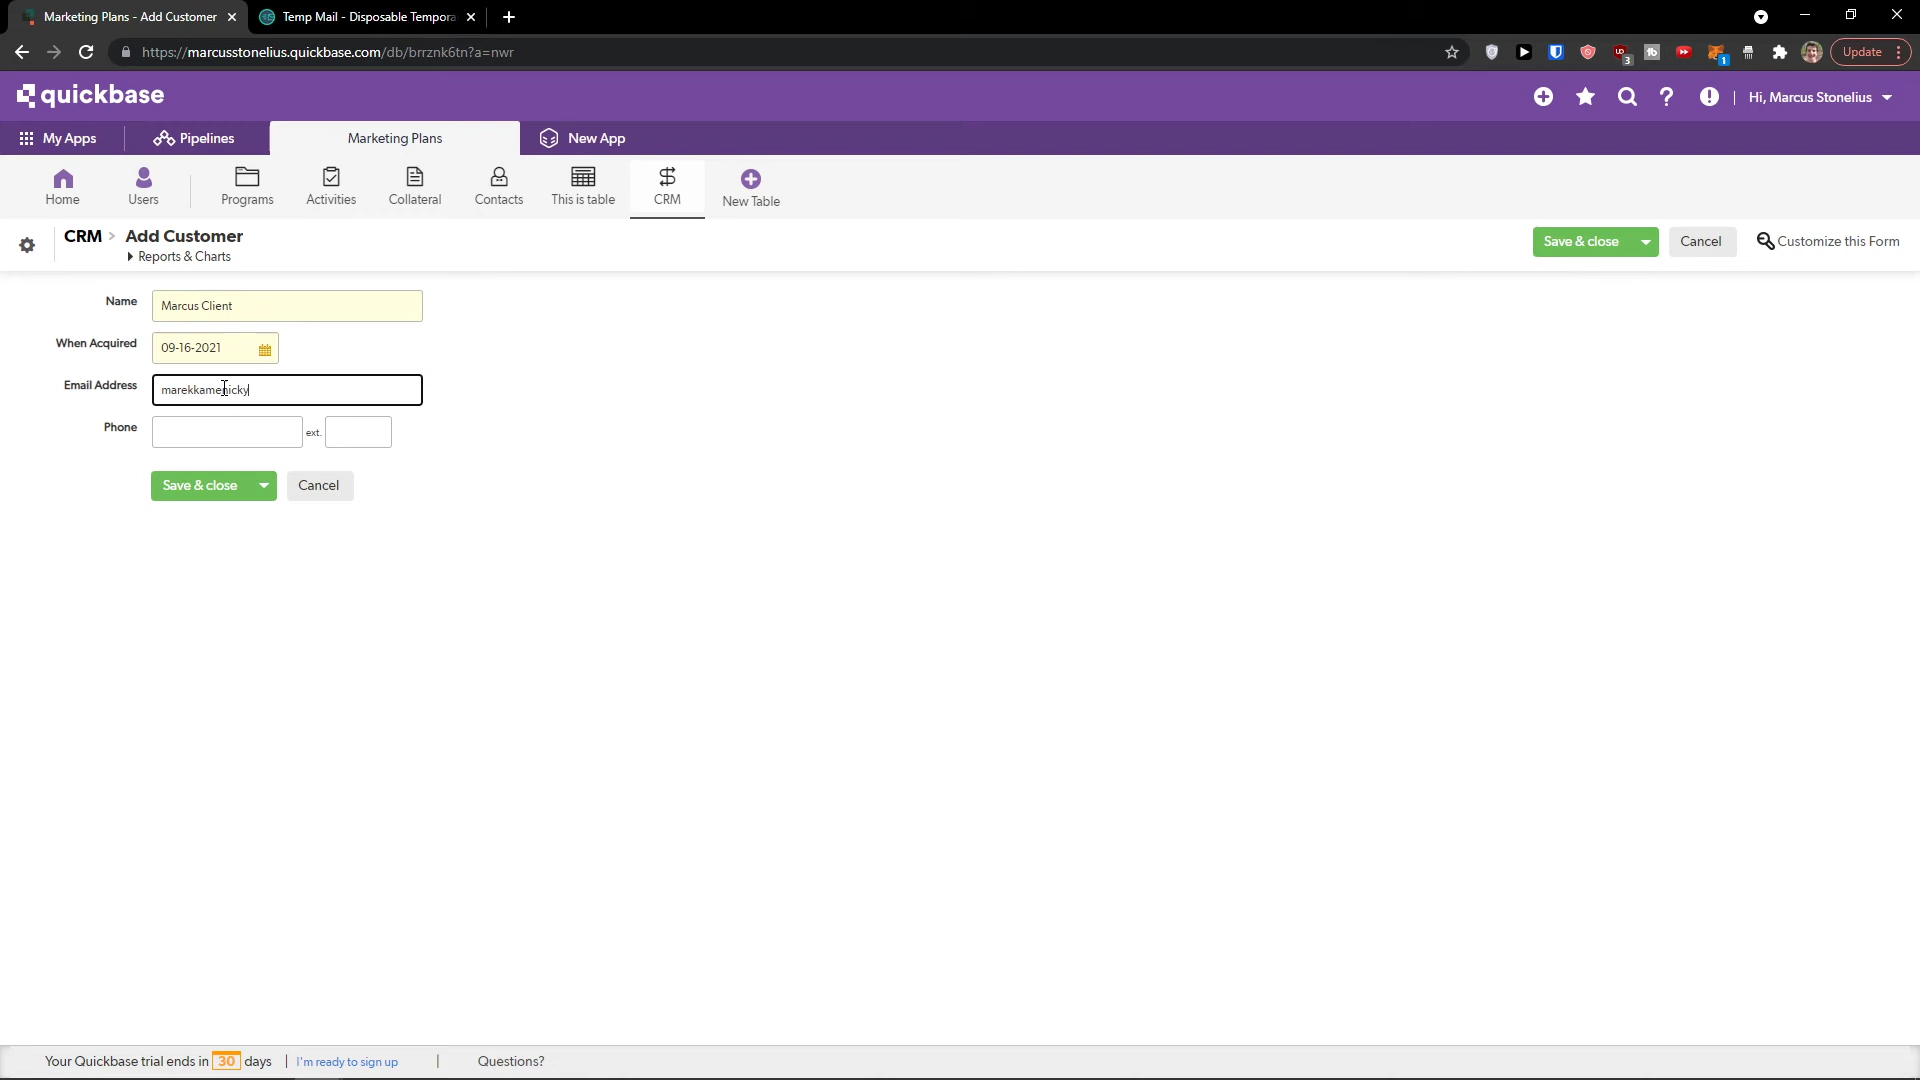 Marketing Plans - Add Customer
Temp Mail - Disposable Tempora
https://marcusstonelius.quickbase.com/db/brrznk6tn?a=nwr
3
1
Update
quickbase
Hi, Marcus Stonelius
My Apps
Pipelines
Marketing Plans
New App
Home
Users
Programs
Activities
Collateral
Contacts
This is table
CRM
New Table
CRM > Add Customer
Reports & Charts
Save & close
Cancel
Customize this Form
Name
Marcus Client
When Acquired
09-16-2021
Email Address
marekkamenicky
Phone
ext.
Save & close
Cancel
Your Quickbase trial ends in 30 days | I'm ready to sign up | Questions?